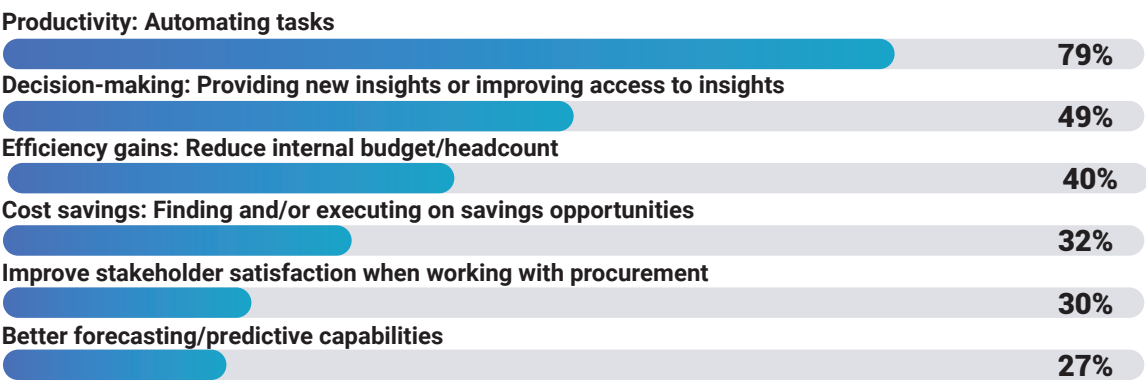 Productivity: Automating tasks
79%
Decision-making: Providing new insights or improving access to insights
49%
Efficiency gains: Reduce internal budget/headcount
40%
Cost savings: Finding and/or executing on savings opportunities
32%
Improve stakeholder satisfaction when working with procurement
30%
Better forecasting/predictive capabilities
27%